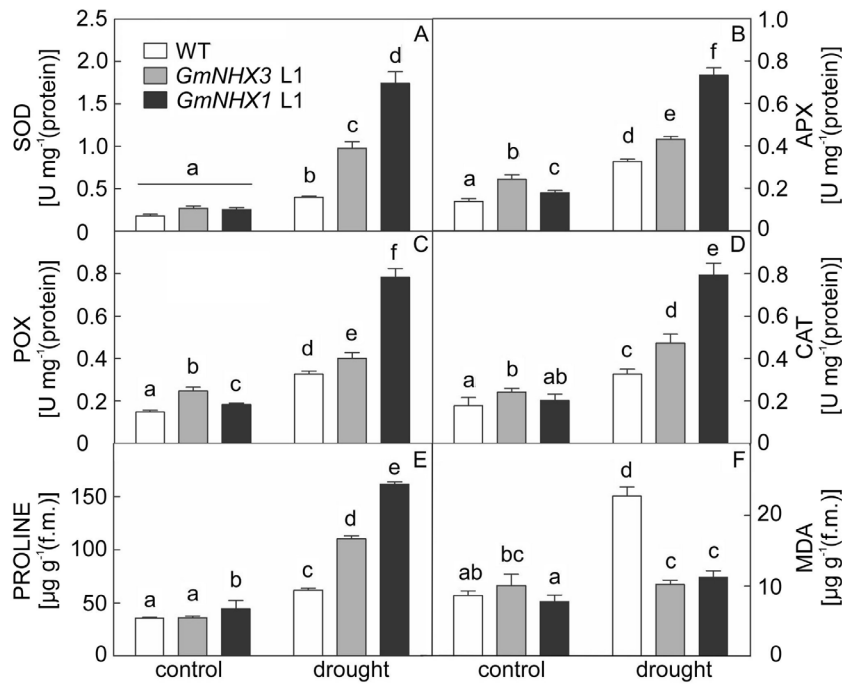 2.5
2.0
1.5
1.0
0.5
0
SOD
[U mg⁻¹(protein)]
WT
GmNHX3 L1
GmNHX1 L1
a
b
c
d
A
a
b
c
d
e
f
B
1.0
0.8
0.6
0.4
0.2
0
APX
[U mg⁻¹(protein)]
0.8
0.6
0.4
0.2
0
POX
[U mg⁻¹(protein)]
a
b
c
d
e
f
C
a
b
ab
c
d
e
D
0.8
0.6
0.4
0.2
0
CAT
[U mg⁻¹(protein)]
150
100
50
0
PROLINE
[µg g⁻¹(f.m.)]
a
a
b
c
d
e
E
ab
bc
a
d
c
c
F
20
10
0
MDA
[µg g⁻¹(f.m.)]
control
drought
control
drought